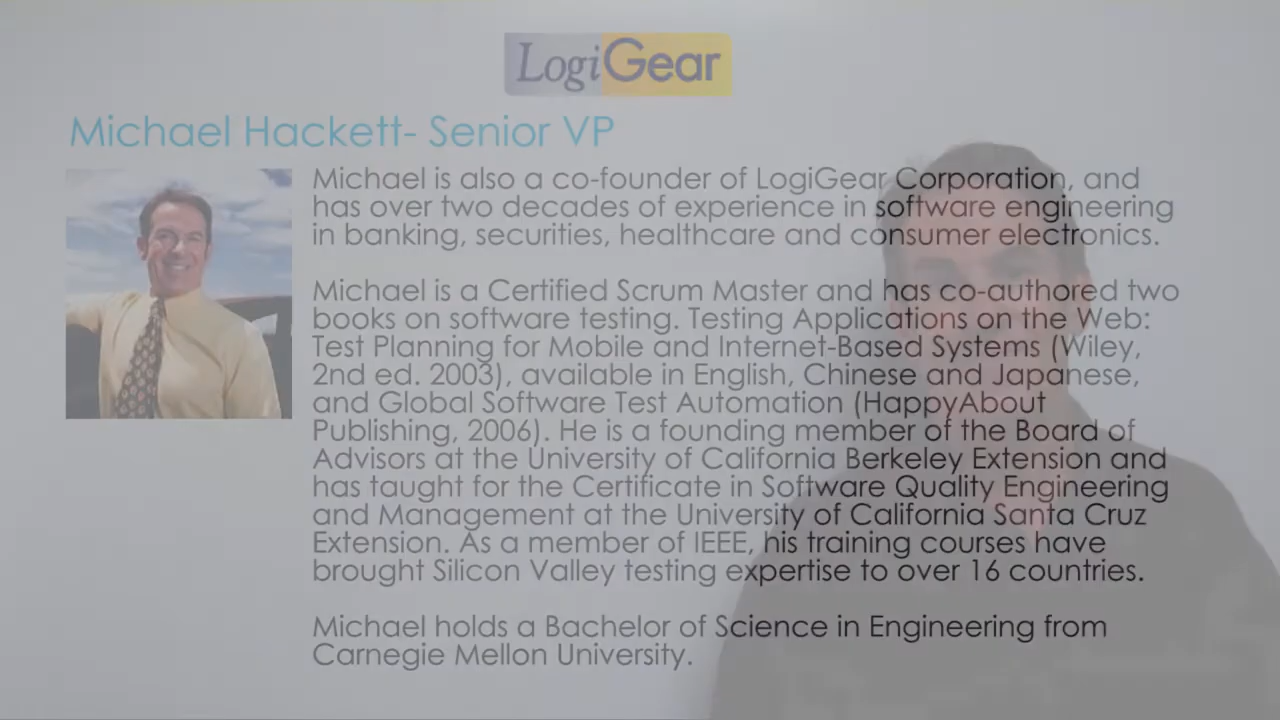 LogiGear
Michael Hackett- Senior VP
Michael is also a co-founder of LogiGear Corporation, and
has over two decades of experience in software engineering
in banking, securities, healthcare and consumer electronics.
Michael is a Certified Scrum Master and has co-authored two
books on software testing. Testing Applications on the Web:
Test Planning for Mobile and Internet-Based Systems (Wiley,
2nd ed. 2003), available in English, Chinese and Japanese,
and Global Software Test Automation (HappyAbout
Publishing, 2006). He is a founding member of the Board of
Advisors at the University of California Berkeley Extension and
has taught for the Certificate in Software Quality Engineering
and Management at the University of California Santa Cruz
Extension. As a member of IEEE, his training courses have
brought Silicon Valley testing expertise to over 16 countries.
Michael holds a Bachelor of Science in Engineering from
Carnegie Mellon University.